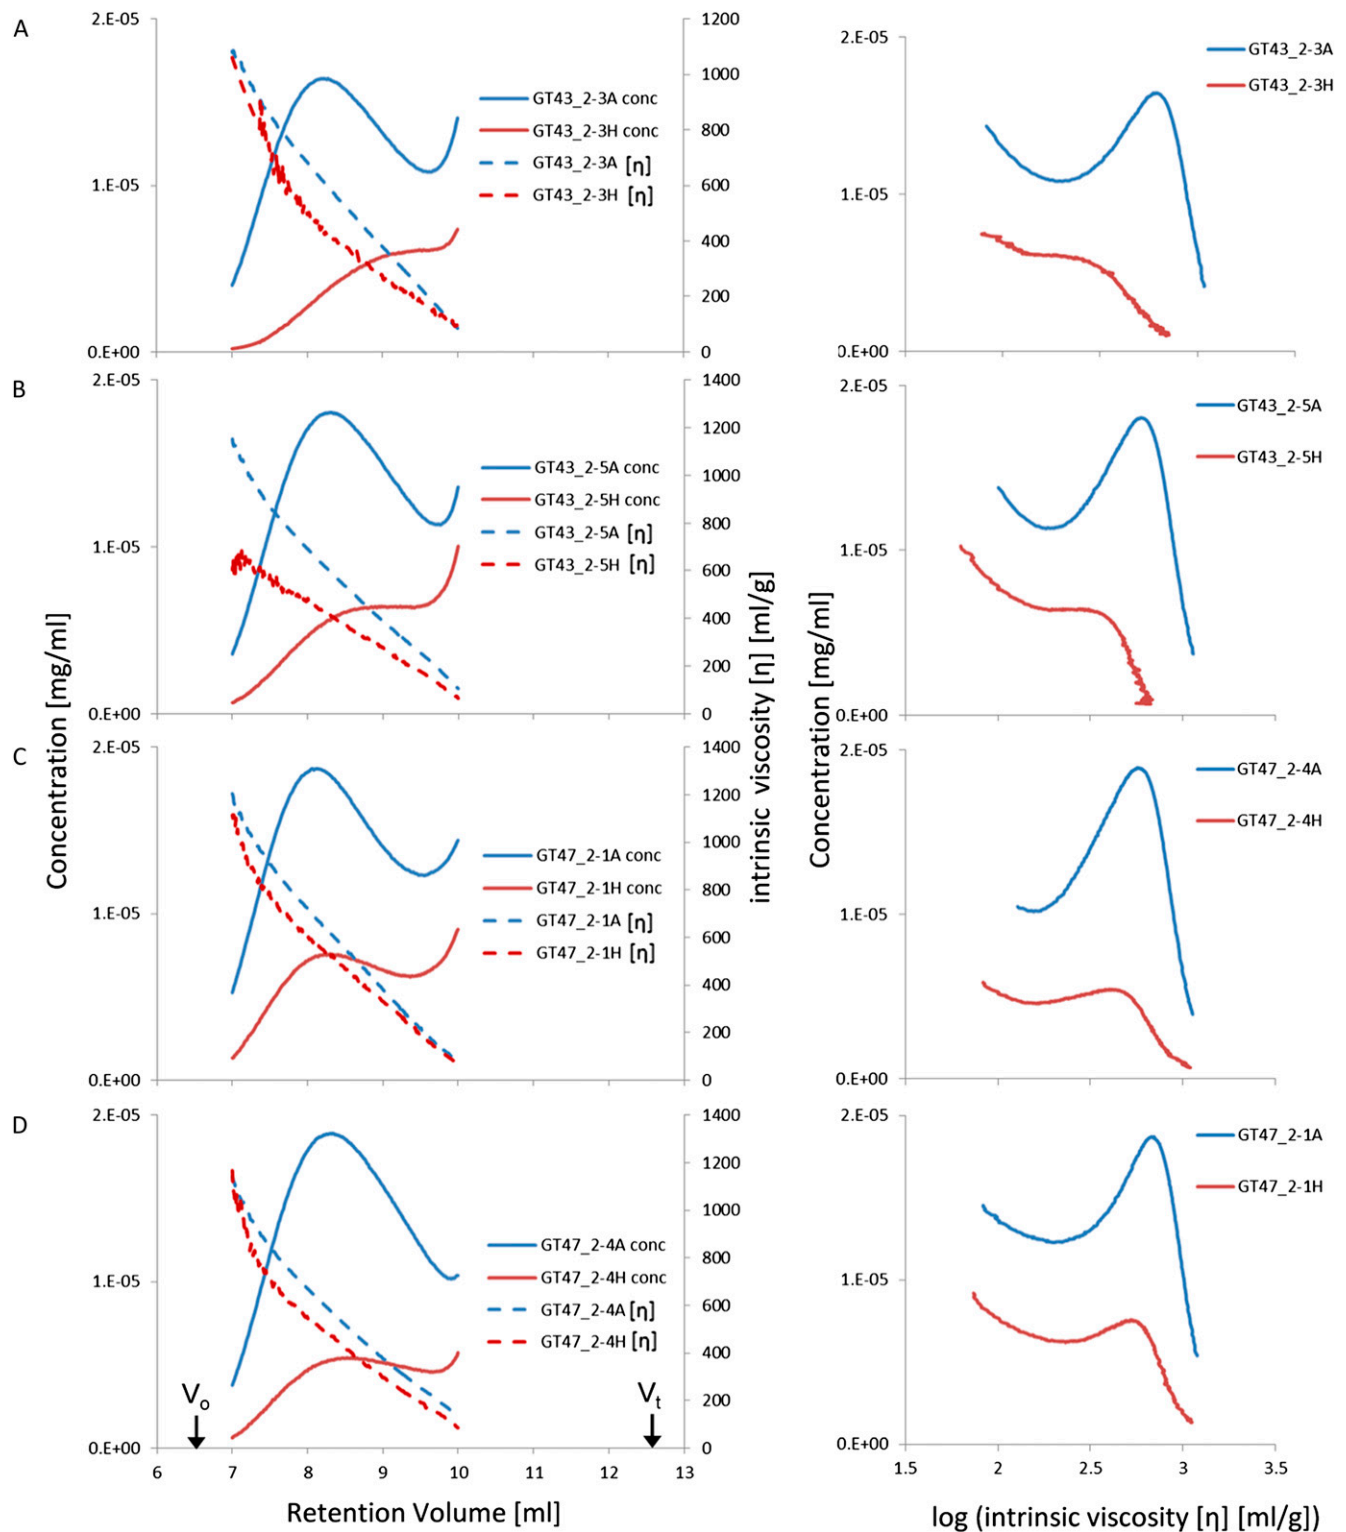 A
2.E-05
1.E-05
0.E+00
1200
1000
800
600
400
200
0
GT43_2-3A conc
GT43_2-3H conc
GT43_2-3A [η]
GT43_2-3H [η]
2.E-05
1.E-05
0.E+00
GT43_2-3A
GT43_2-3H
B
2.E-05
1.E-05
0.E+00
1400
1200
1000
800
600
400
200
0
GT43_2-5A conc
GT43_2-5H conc
GT43_2-5A [η]
GT43_2-5H [η]
2.E-05
1.E-05
0.E+00
GT43_2-5A
GT43_2-5H
Concentration [mg/ml]
intrinsic viscosity [η] [ml/g]
Concentration [mg/ml]
C
2.E-05
1.E-05
0.E+00
1400
1200
1000
800
600
400
200
0
GT47_2-1A conc
GT47_2-1H conc
GT47_2-1A [η]
GT47_2-1H [η]
2.E-05
1.E-05
0.E+00
GT47_2-4A
GT47_2-4H
D
2.E-05
1.E-05
0.E+00
1400
1200
1000
800
600
400
200
0
GT47_2-4A conc
GT47_2-4H conc
GT47_2-4A [η]
GT47_2-4H [η]
Vo
Vt
6 7 8 9 10 11 12 13
Retention Volume [ml]
2.E-05
1.E-05
0.E+00
GT47_2-1A
GT47_2-1H
1.5 2 2.5 3 3.5
log (intrinsic viscosity [η] [ml/g])